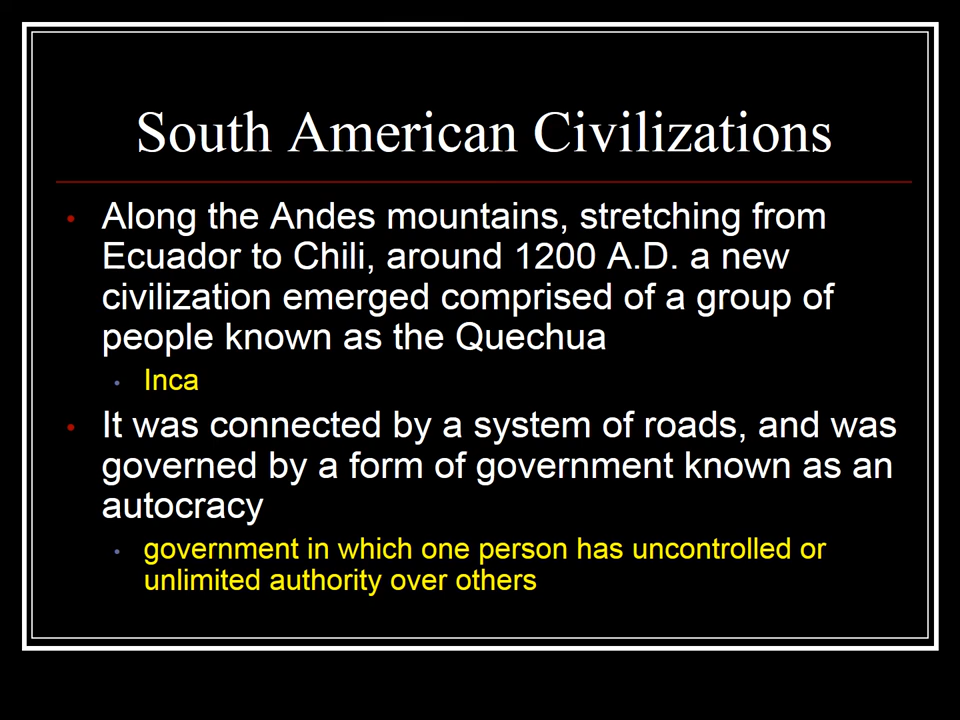 South American Civilizations
• Along the Andes mountains, stretching from
Ecuador to Chili, around 1200 A.D. a new
civilization emerged comprised of a group of
people known as the Quechua
• Inca
• It was connected by a system of roads, and was
governed by a form of government known as an
autocracy
• government in which one person has uncontrolled or
unlimited authority over others